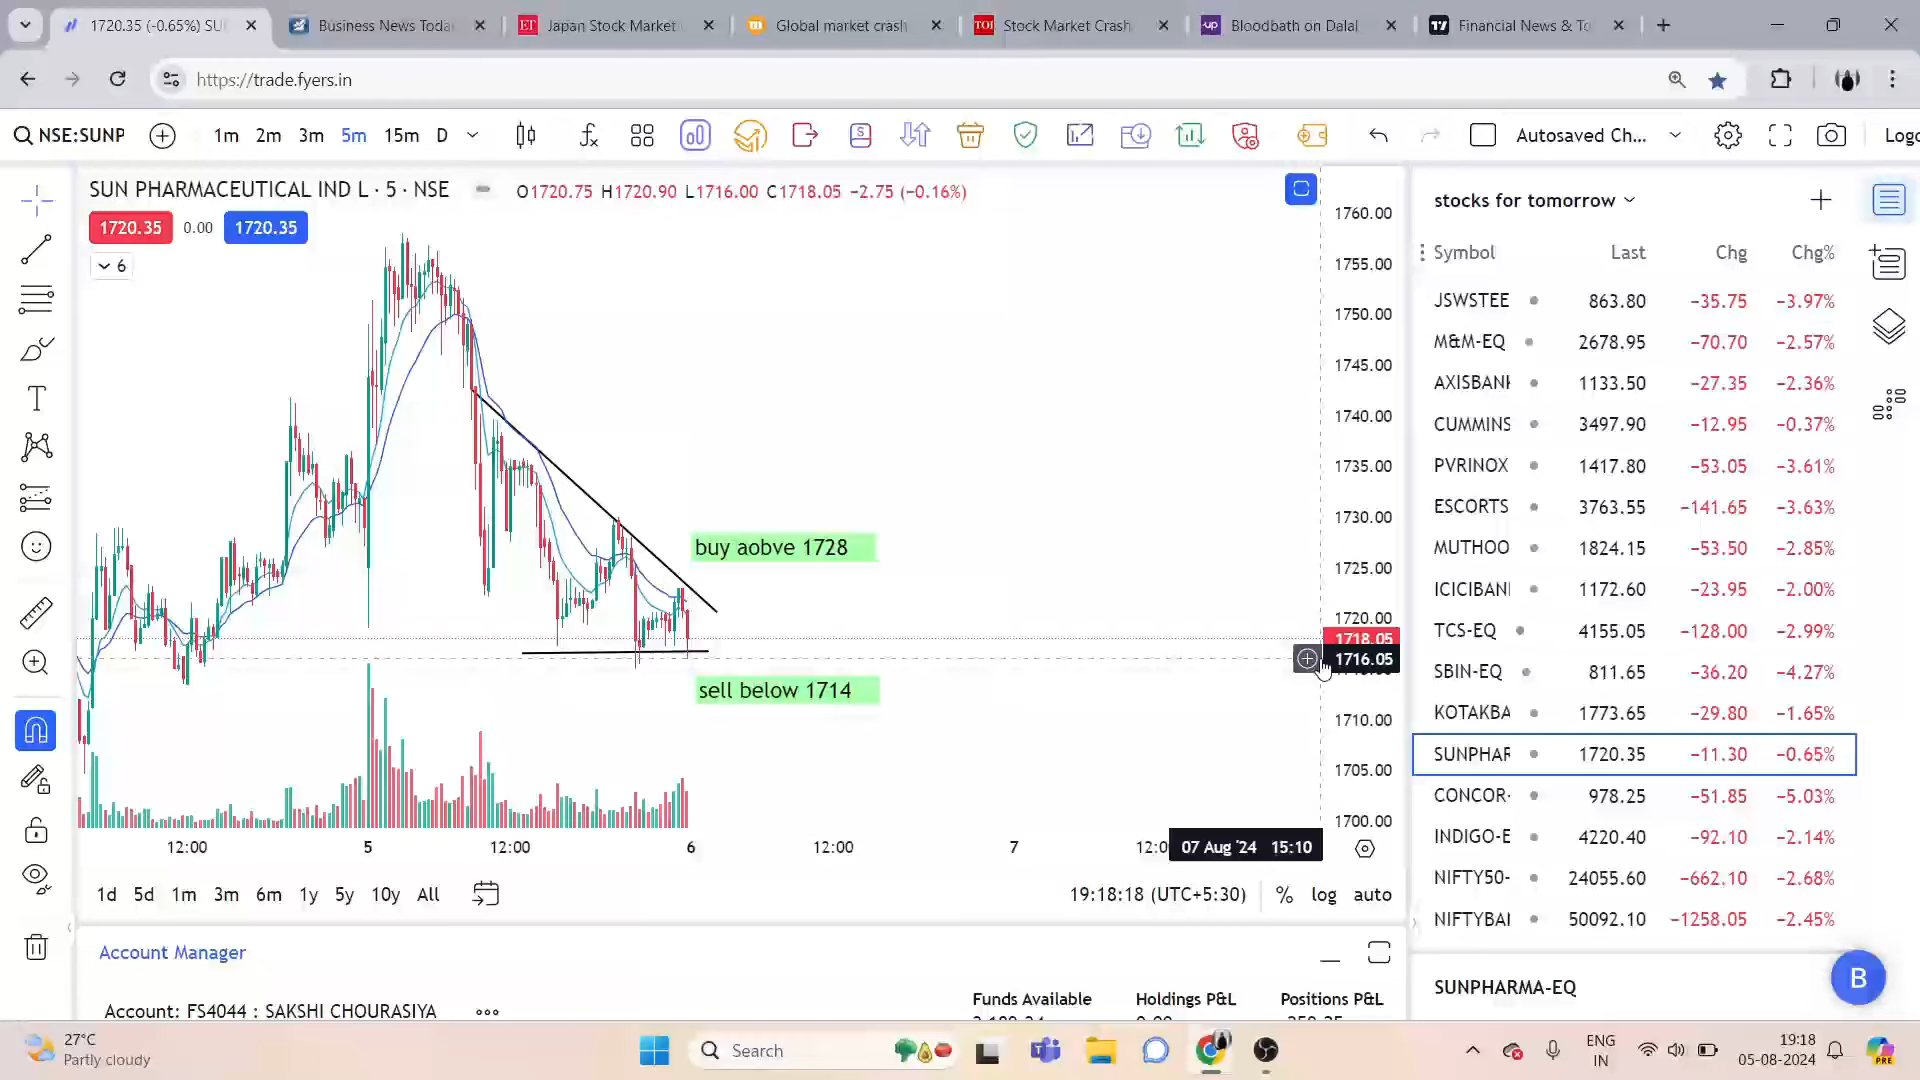 1720.35 (-0.65%) SU
Business News Toda
ET Japan Stock Market
Global market crash
TOI Stock Market Crash
up Bloodbath on Dalal
Financial News & To
https://trade.fyers.in
NSE:SUNP 1m 2m 3m 5m 15m D Autosaved Ch... Logo
SUN PHARMACEUTICAL IND L · 5 · NSE O1720.75 H1720.90 L1716.00 C1718.05 −2.75 (−0.16%)
1720.35 0.00 1720.35
6
1760.00
1755.00
1750.00
1745.00
1740.00
1735.00
1730.00
1725.00
1720.00
1718.05
1716.05
1710.00
1705.00
1700.00
buy aobve 1728
sell below 1714
12:00 5 12:00 6 12:00 7 12:0 07 Aug '24 15:10
1d 5d 1m 3m 6m 1y 5y 10y All 19:18:18 (UTC+5:30) % log auto
stocks for tomorrow
Symbol Last Chg Chg%
JSWSTEE 863.80 −35.75 −3.97%
M&M-EQ 2678.95 −70.70 −2.57%
AXISBANK 1133.50 −27.35 −2.36%
CUMMINS 3497.90 −12.95 −0.37%
PVRINOX 1417.80 −53.05 −3.61%
ESCORTS 3763.55 −141.65 −3.63%
MUTHOO 1824.15 −53.50 −2.85%
ICICIBANI 1172.60 −23.95 −2.00%
TCS-EQ 4155.05 −128.00 −2.99%
SBIN-EQ 811.65 −36.20 −4.27%
KOTAKBA 1773.65 −29.80 −1.65%
SUNPHAR 1720.35 −11.30 −0.65%
CONCOR- 978.25 −51.85 −5.03%
INDIGO-E 4220.40 −92.10 −2.14%
NIFTY50- 24055.60 −662.10 −2.68%
NIFTYBAI 50092.10 −1258.05 −2.45%
SUNPHARMA-EQ
B
Account Manager
Account: FS4044 : SAKSHI CHOURASIYA
Funds Available Holdings P&L Positions P&L
27°C
Partly cloudy
Search
ENG
IN
19:18
05-08-2024
PRE